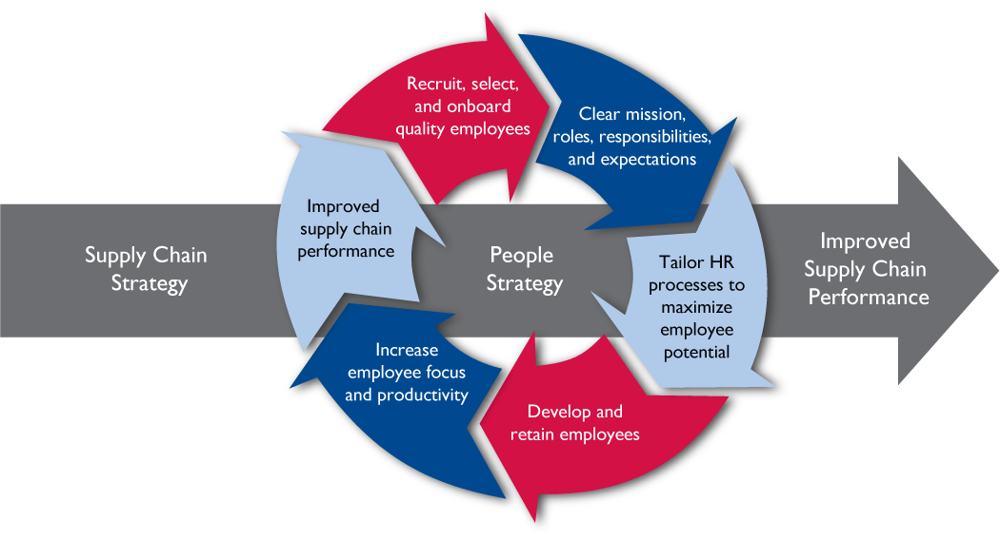 Recruit, select,
and onboard
quality employees
Clear mission,
roles, responsibilities,
and expectations
Tailor HR
processes to
maximize
employee
potential
Develop and
retain employees
Increase
employee focus
and productivity
Improved
supply chain
performance
Supply Chain
Strategy
People
Strategy
Improved
Supply Chain
Performance